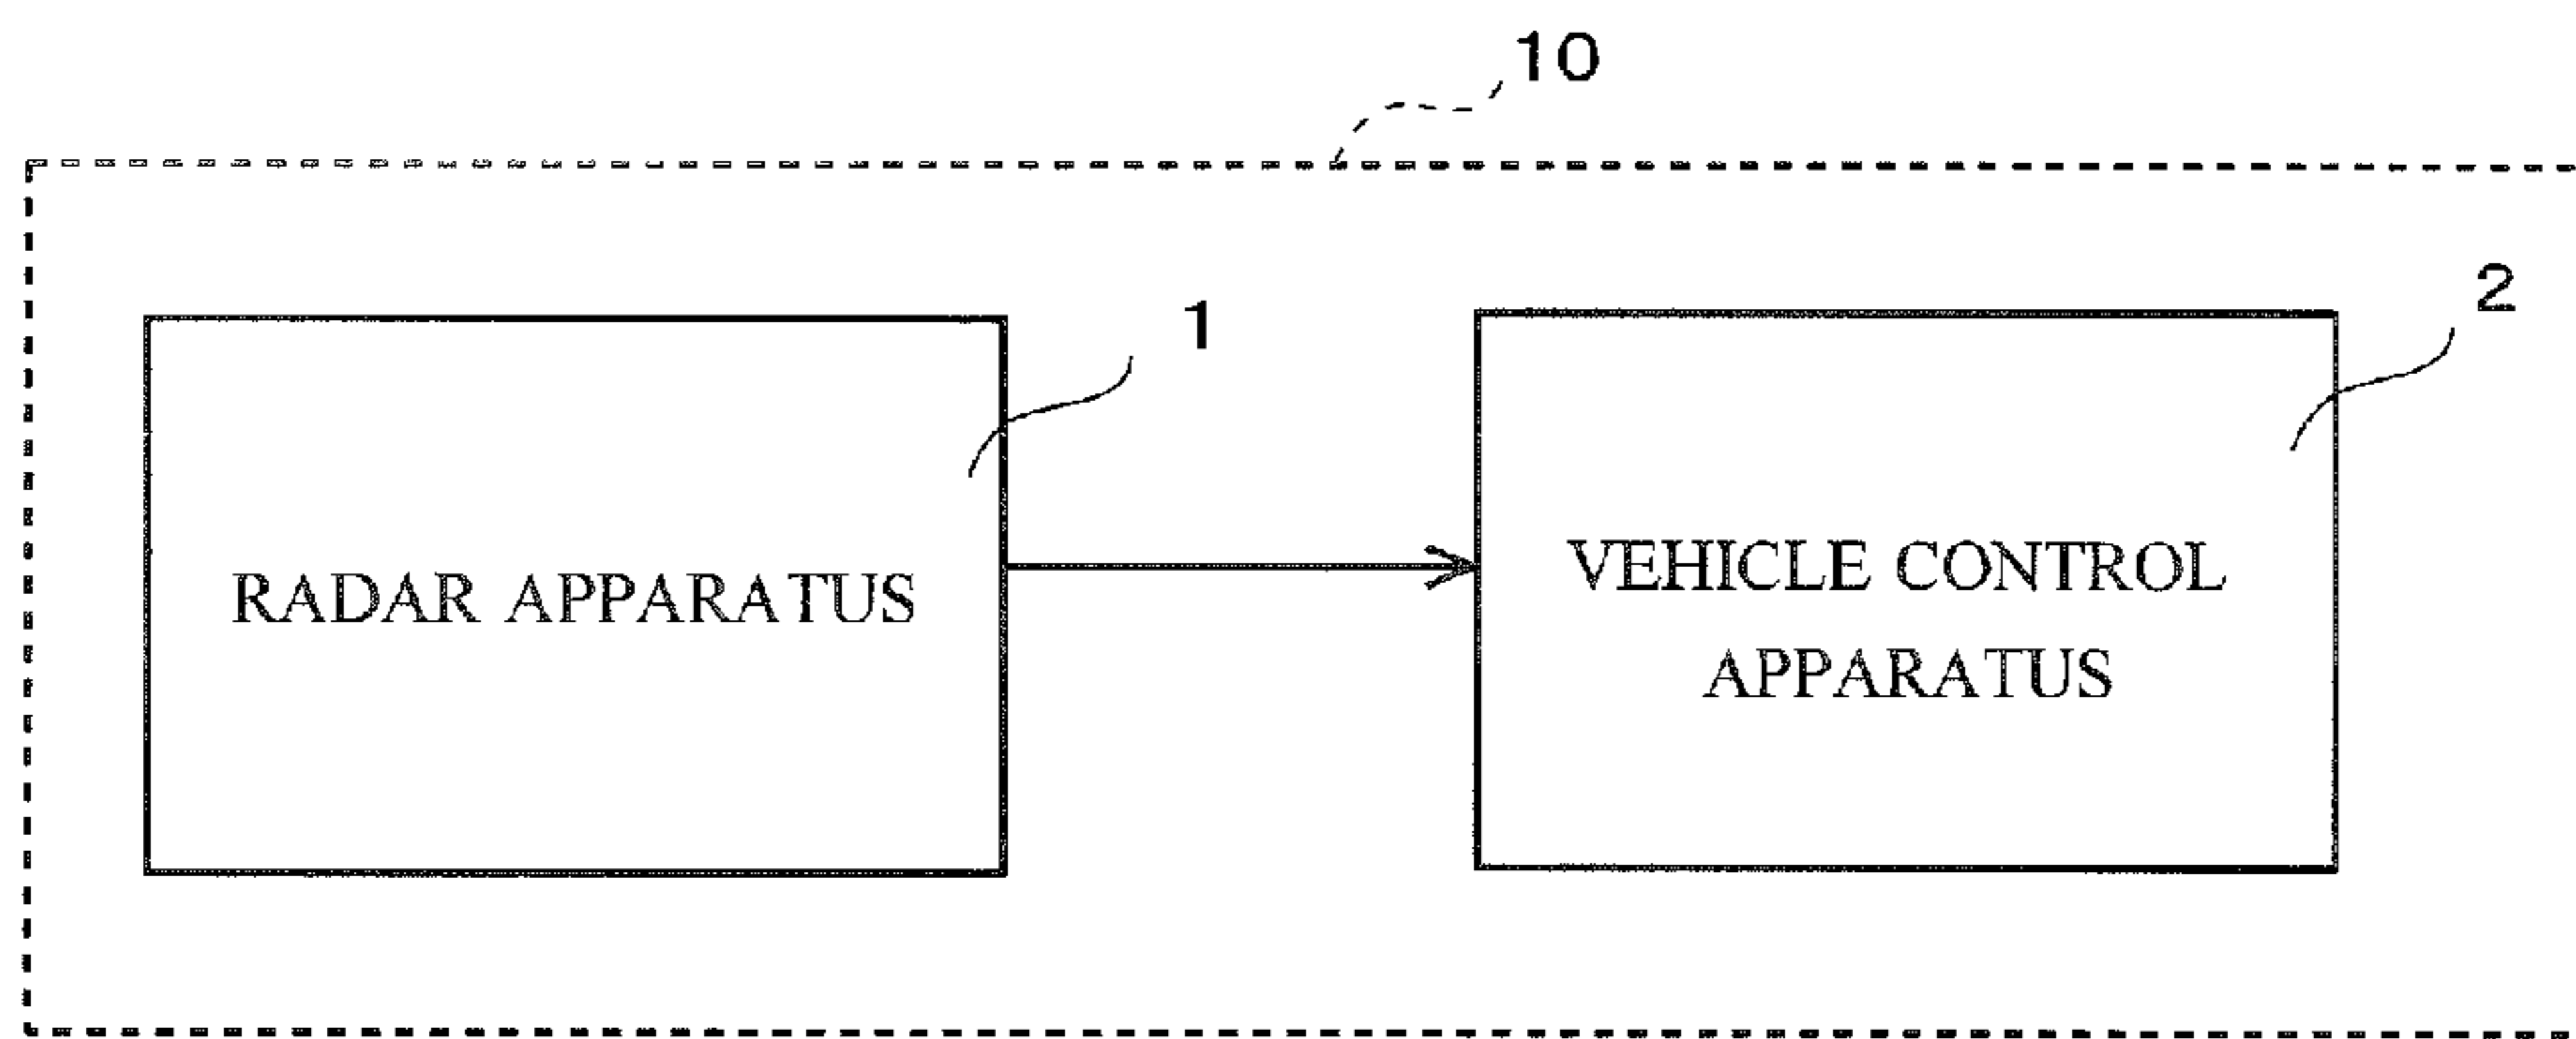 10
1
2
RADAR APPARATUS
VEHICLE CONTROL
APPARATUS